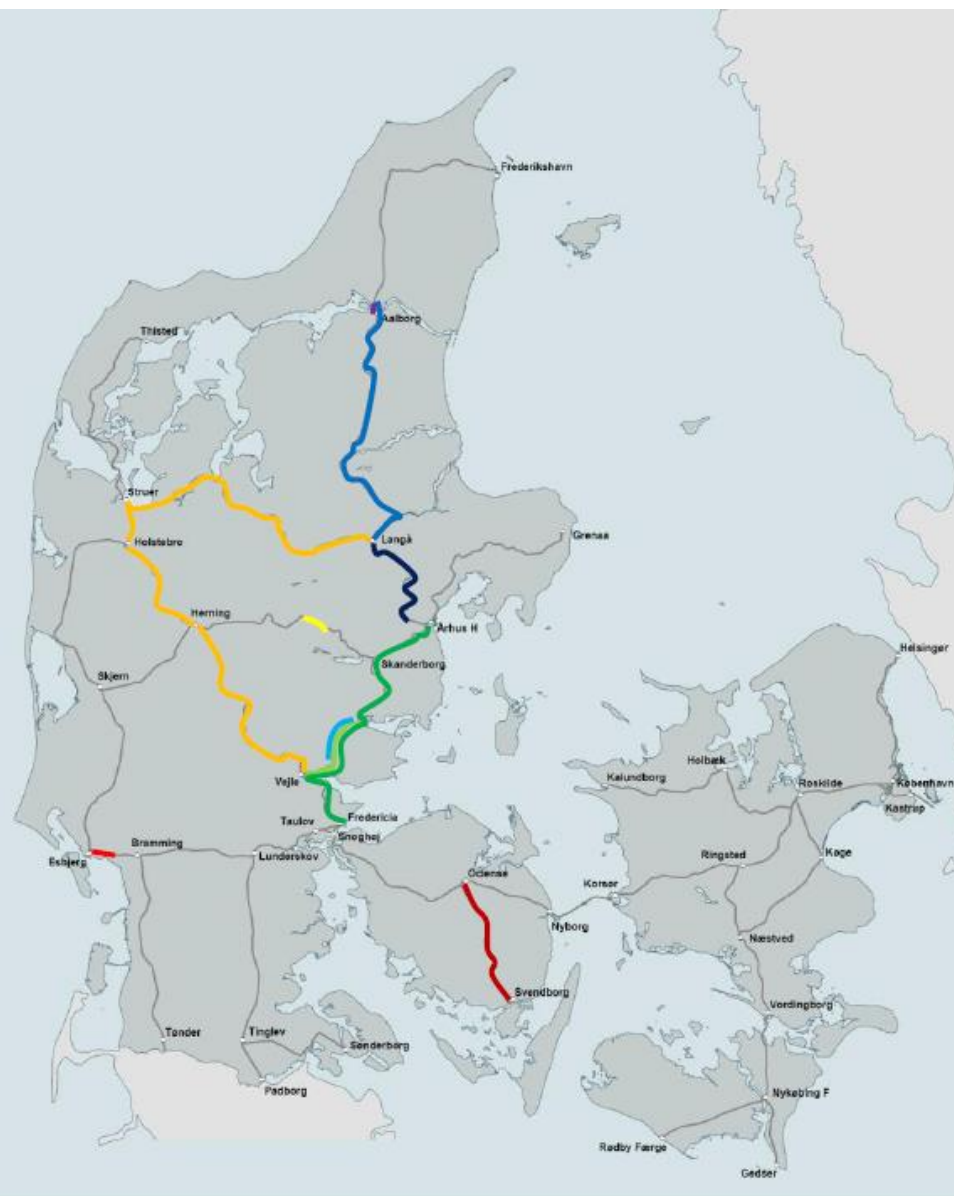 Frederikshavn
Aalborg
Thisted
Struer
Holstebro
Langå
Grenaa
Herning
Århus H
Skanderborg
Skjern
Helsingør
Vejle
Holbæk
Kalundborg
Roskilde
København
Kastrup
Taulov
Fredericia
Snoghøj
Bramming
Esbjerg
Lunderskov
Odense
Ringsted
Køge
Korsør
Nyborg
Næstved
Svendborg
Vordingborg
Tønder
Tinglev
Sønderborg
Padborg
Nykøbing F
Rødby Færge
Gedser